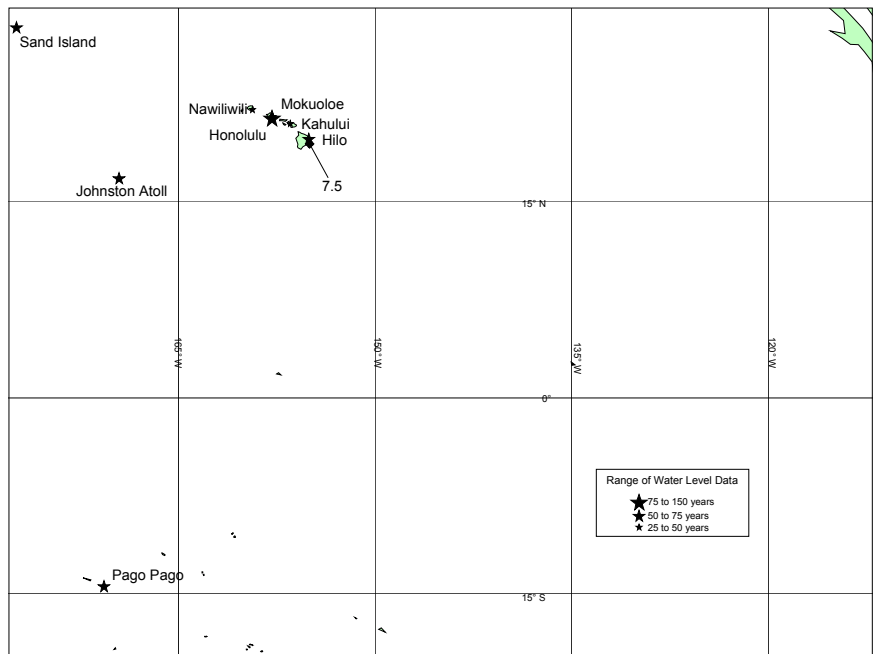 Sand Island
Mokuoloe
Nawiliwili
Kahului
Honolulu
Hilo
7.5
Johnston Atoll
15° N
165° W
150° W
135° W
120° W
0°
Range of Water Level Data
75 to 150 years
50 to 75 years
25 to 50 years
Pago Pago
15° S